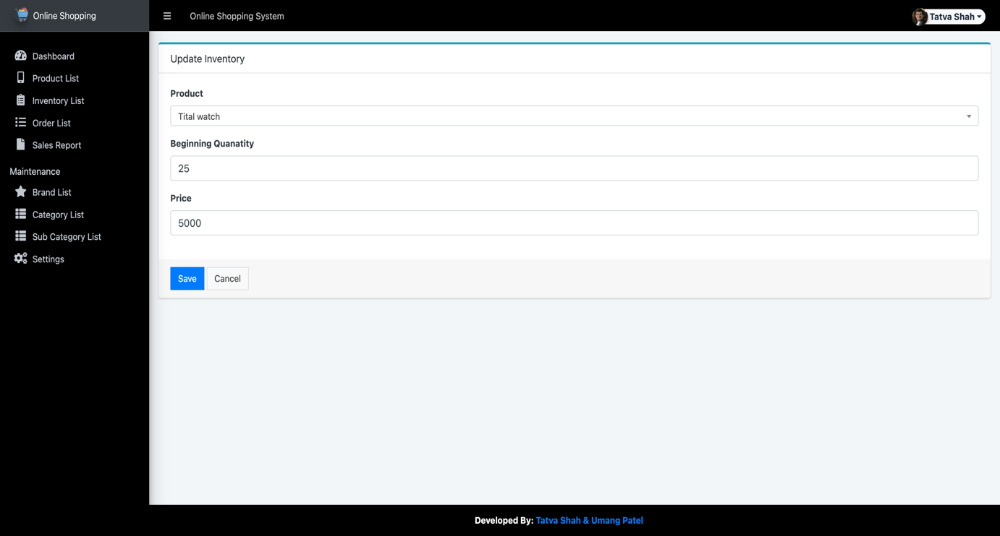 Online Shopping
Online Shopping System
Tatva Shah
Dashboard
Product List
Inventory List
Order List
Sales Report
Maintenance
Brand List
Category List
Sub Category List
Settings
Update Inventory
Product
Tital watch
Beginning Quanatity
25
Price
5000
Save Cancel
Developed By: Tatva Shah & Umang Patel